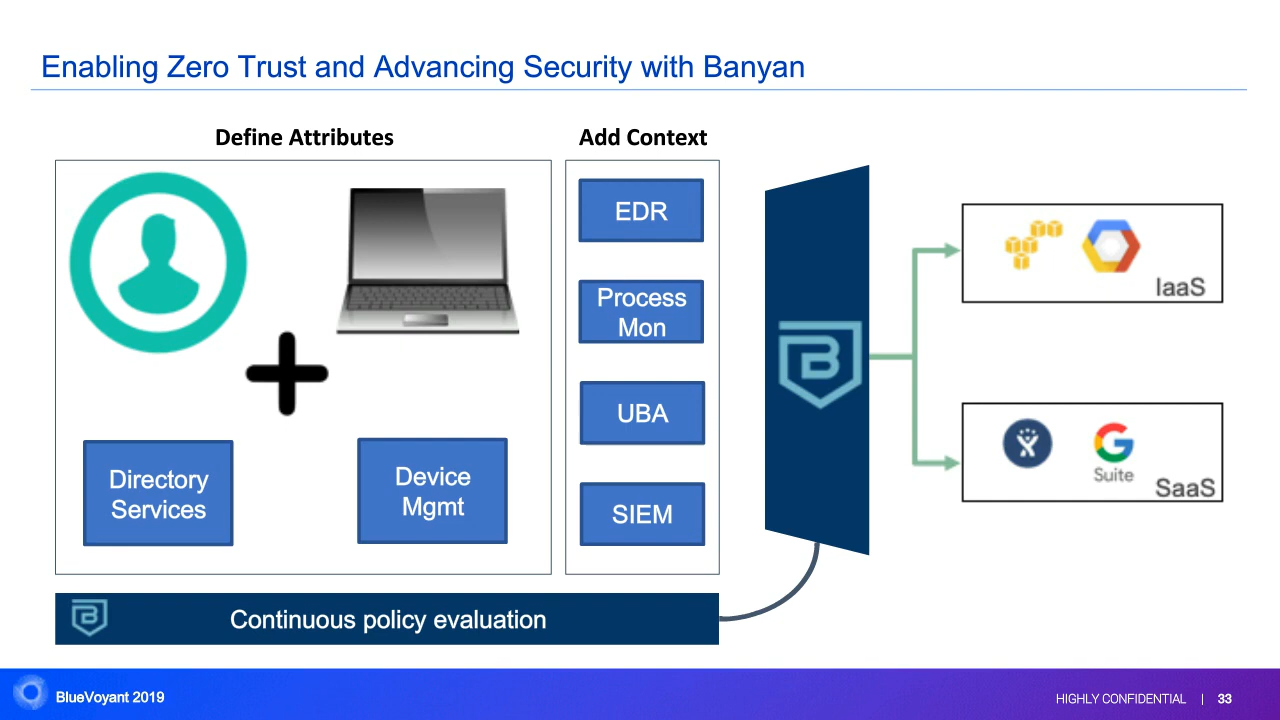 Enabling Zero Trust and Advancing Security with Banyan
Define Attributes
Add Context
Directory
Services
Device
Mgmt
EDR
Process
Mon
UBA
SIEM
B
IaaS
G
Suite
SaaS
B
Continuous policy evaluation
BlueVoyant 2019
HIGHLY CONFIDENTIAL | 33